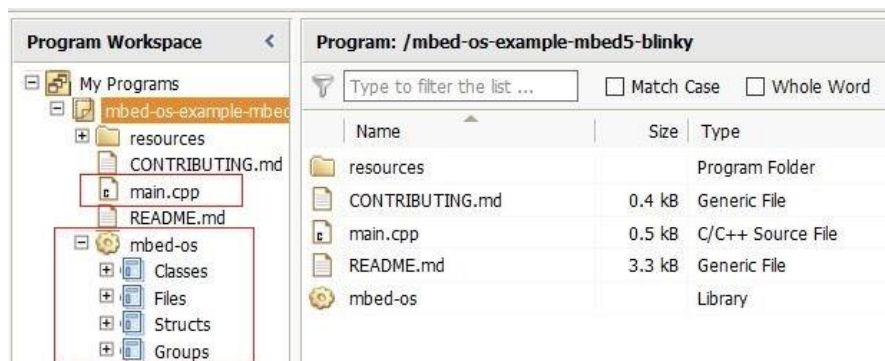 Program Workspace
My Programs
mbed-os-example-mbed
resources
CONTRIBUTING.md
main.cpp
README.md
mbed-os
Classes
Files
Structs
Groups
Program: /mbed-os-example-mbed5-blinky
Type to filter the list ... Match Case Whole Word
Name Size Type
resources Program Folder
CONTRIBUTING.md 0.4 kB Generic File
main.cpp 0.5 kB C/C++ Source File
README.md 3.3 kB Generic File
mbed-os Library